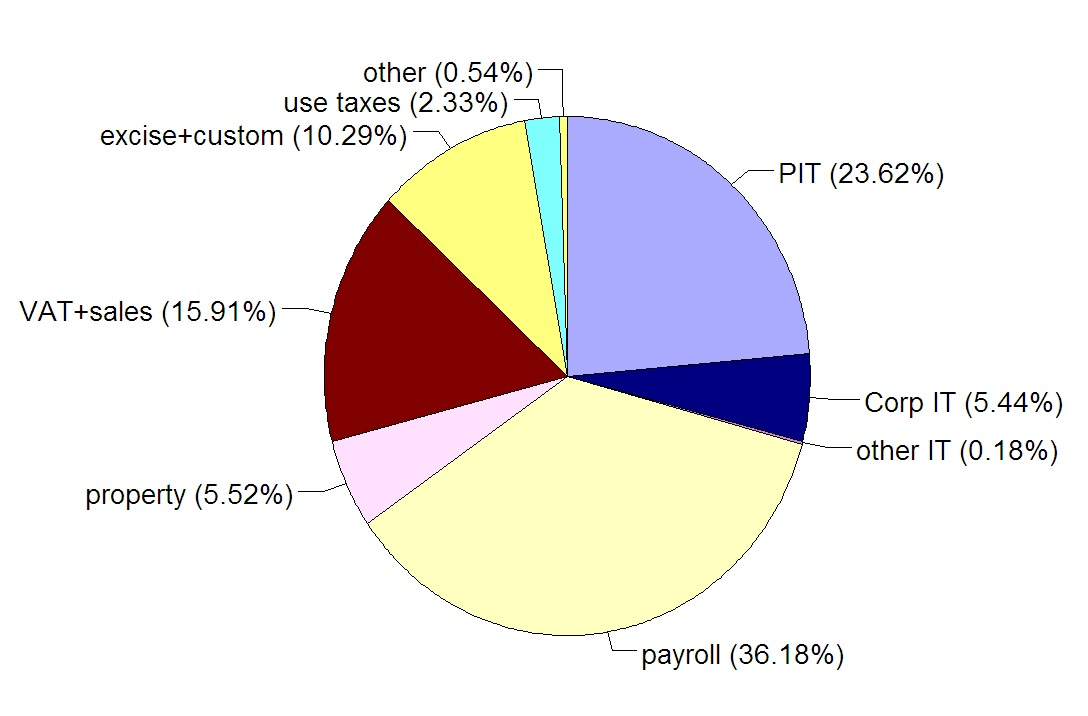 other (0.54%)
use taxes (2.33%)
excise+custom (10.29%)
PIT (23.62%)
VAT+sales (15.91%)
Corp IT (5.44%)
other IT (0.18%)
property (5.52%)
payroll (36.18%)